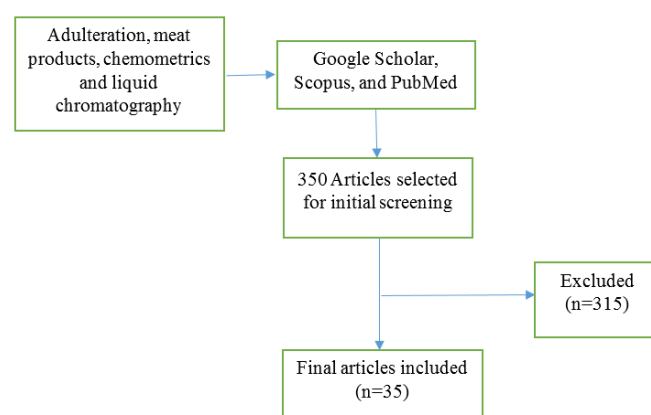 Adulteration, meat
products, chemometrics
and liquid
chromatography
Google Scholar,
Scopus, and PubMed
350 Articles selected
for initial screening
Excluded
(n=315)
Final articles included
(n=35)